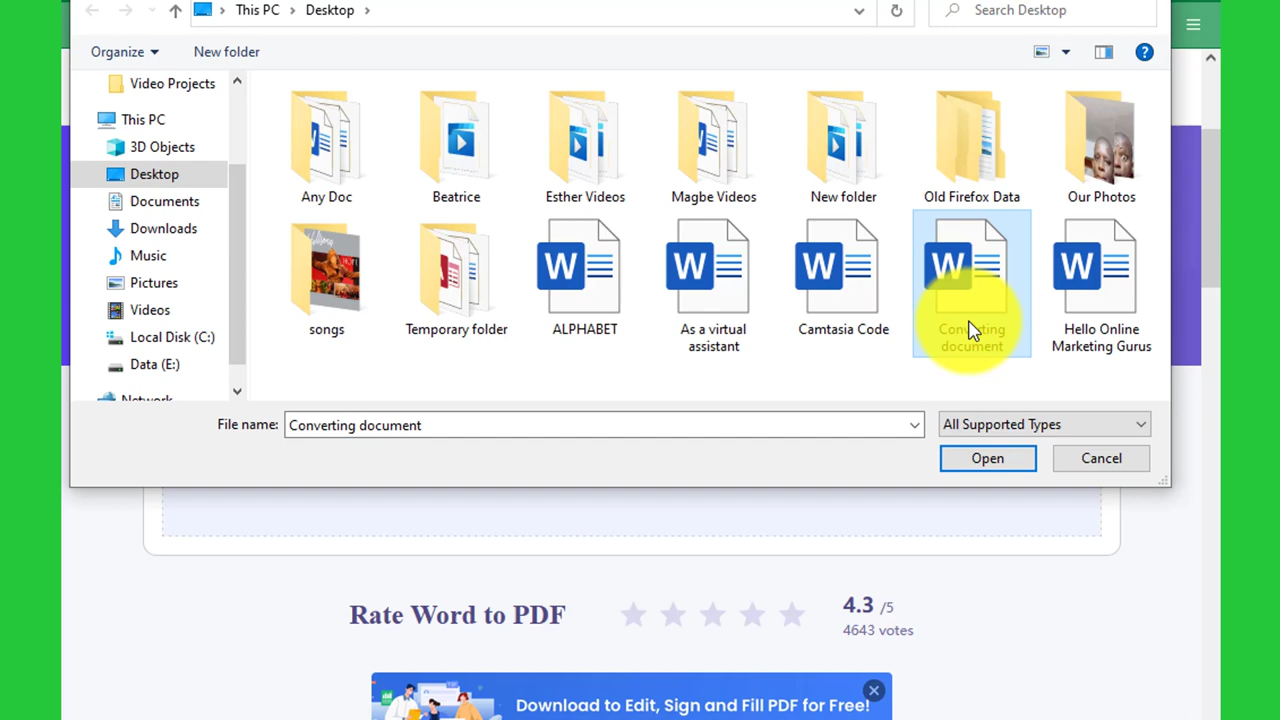 This PC > Desktop >
Search Desktop
Organize
New folder
Video Projects
This PC
3D Objects
Desktop
Documents
Downloads
Music
Pictures
Videos
Local Disk (C:)
Data (E:)
Network
Any Doc
Beatrice
Esther Videos
Magbe Videos
New folder
Old Firefox Data
Our Photos
songs
Temporary folder
ALPHABET
As a virtual
assistant
Camtasia Code
Converting
document
Hello Online
Marketing Gurus
File name:
Converting document
All Supported Types
Open
Cancel
Rate Word to PDF
4.3 /5
4643 votes
Download to Edit, Sign and Fill PDF for Free!